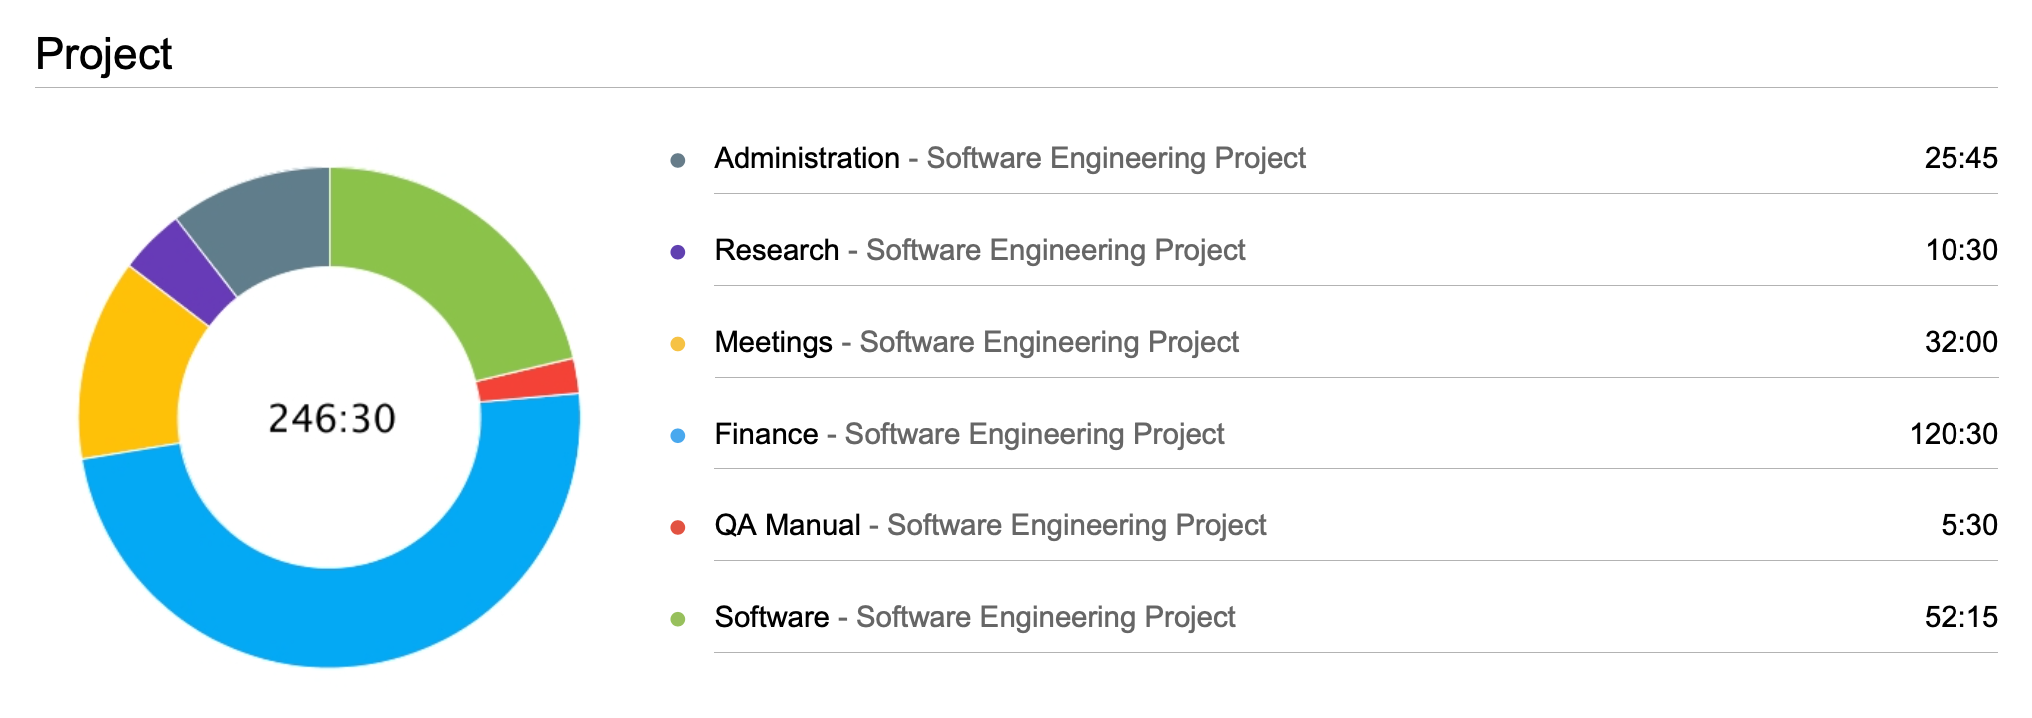 Project
246:30
Administration - Software Engineering Project 25:45
Research - Software Engineering Project 10:30
Meetings - Software Engineering Project 32:00
Finance - Software Engineering Project 120:30
QA Manual - Software Engineering Project 5:30
Software - Software Engineering Project 52:15